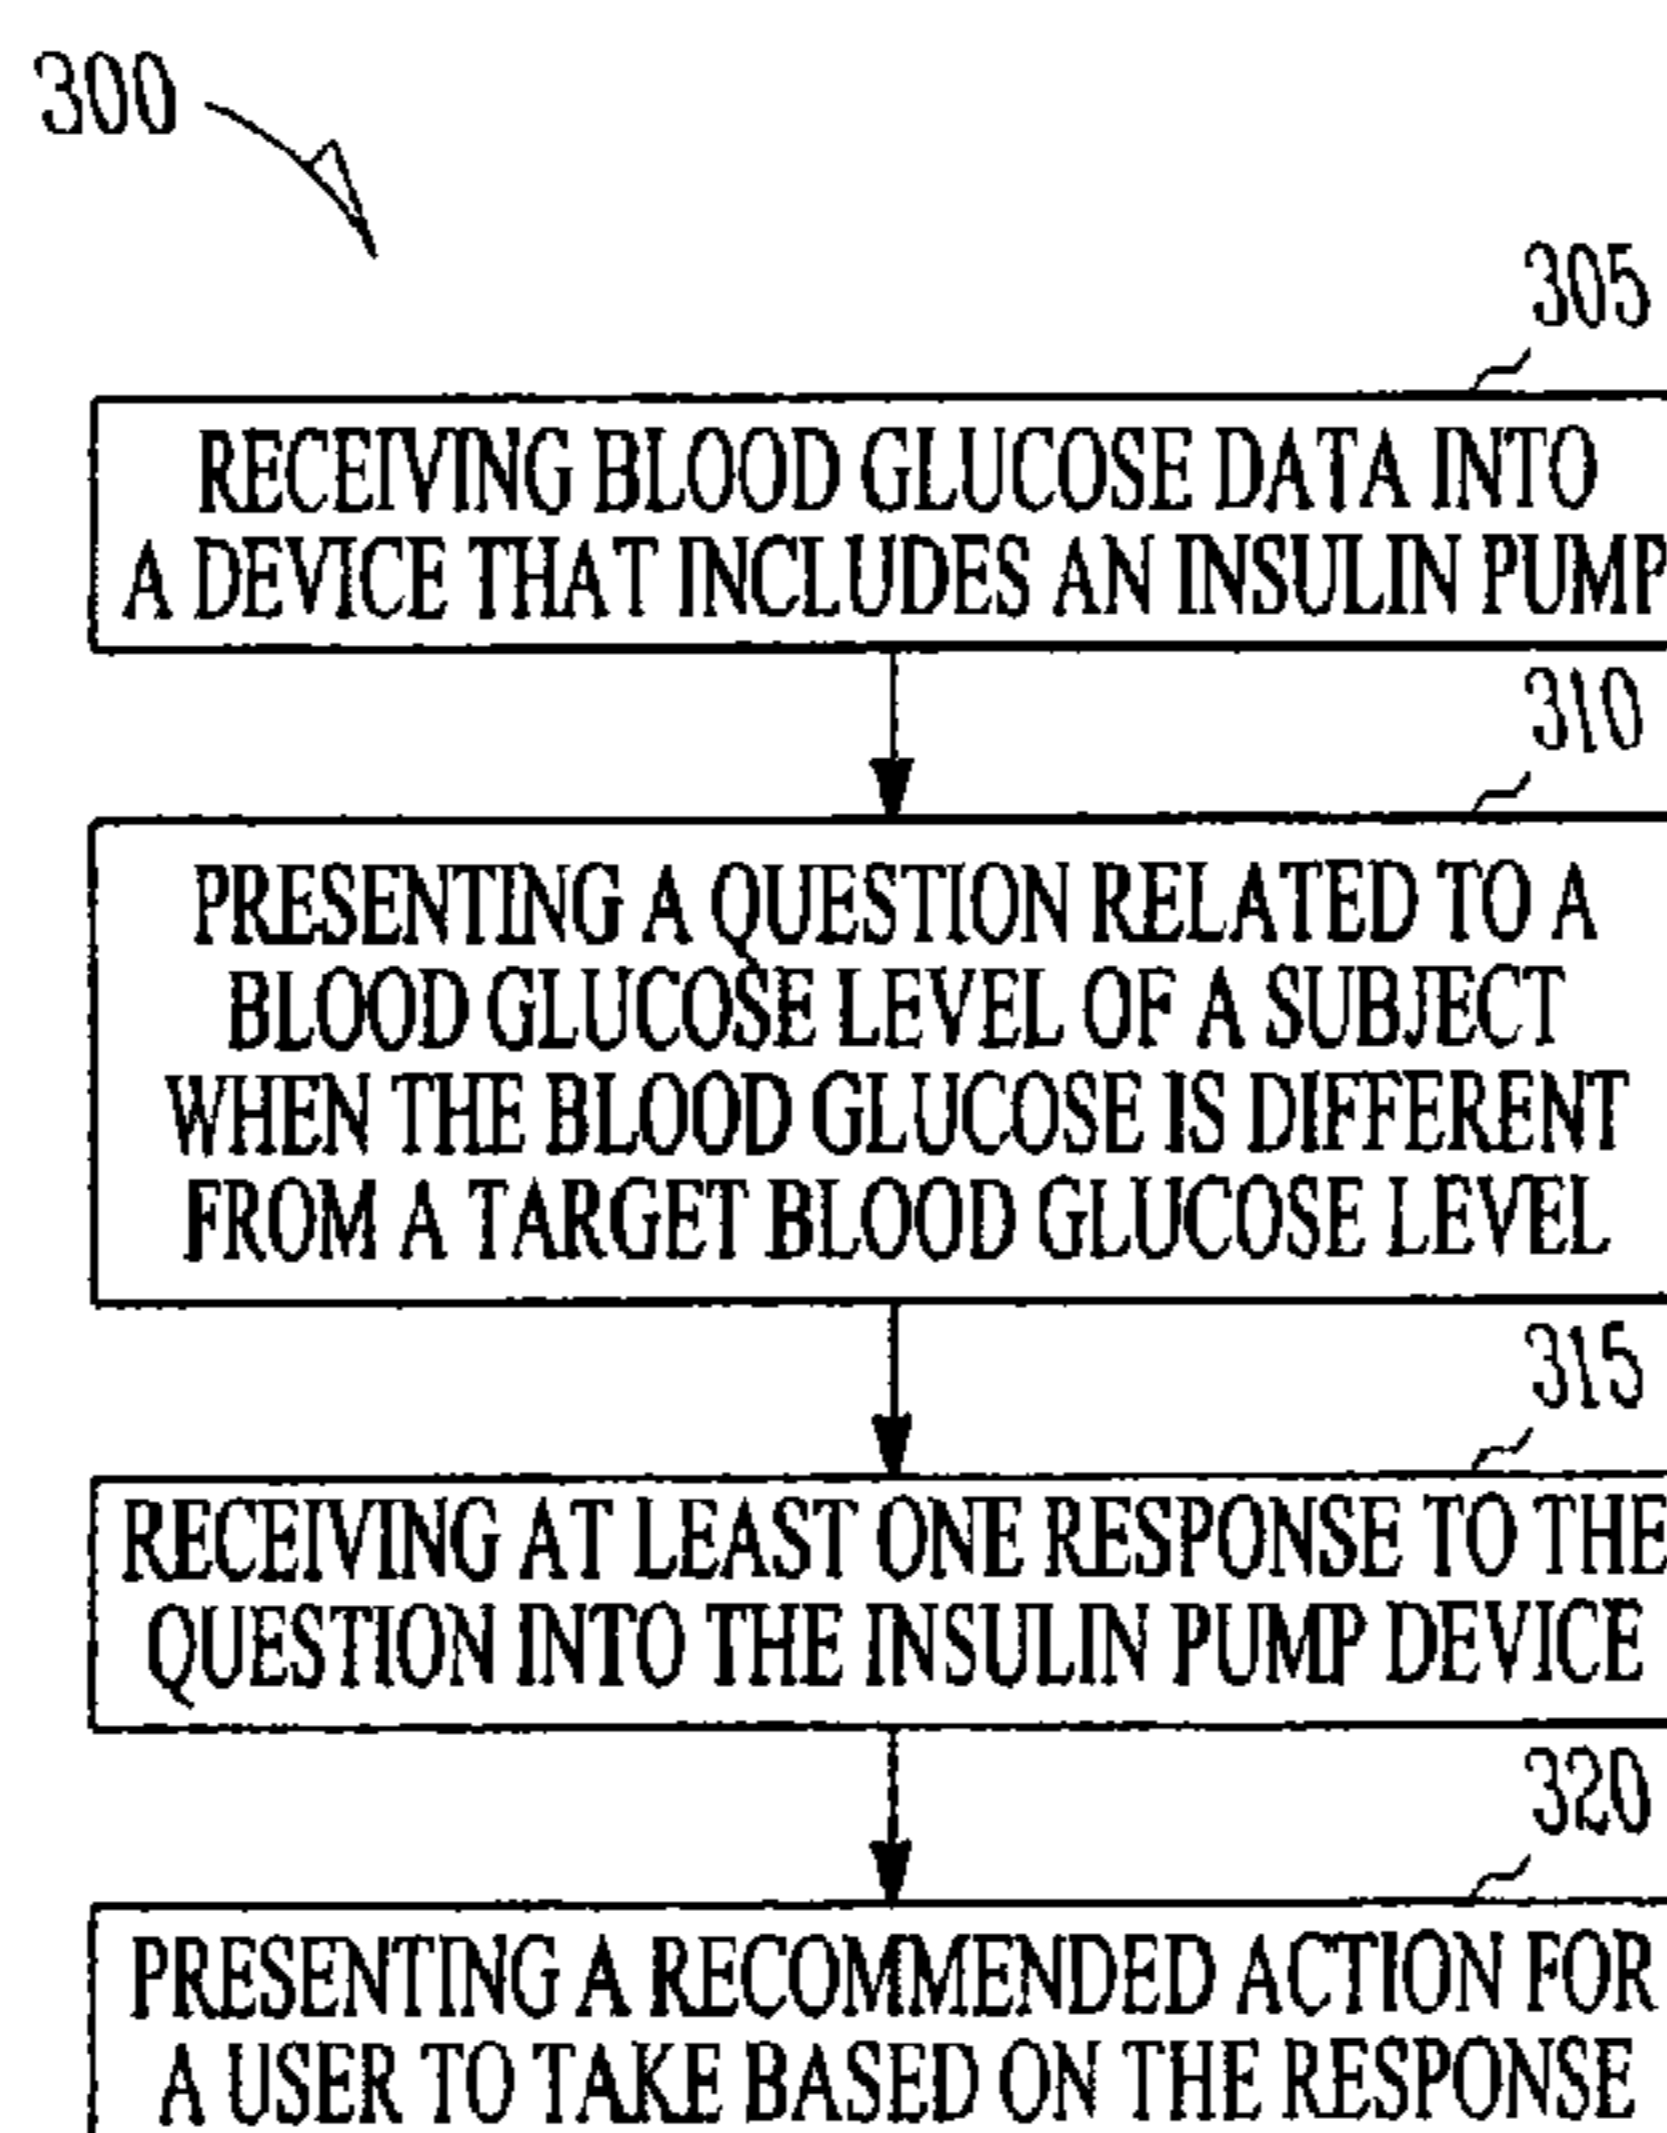 300
305
RECEIVING BLOOD GLUCOSE DATA INTO
A DEVICE THAT INCLUDES AN INSULIN PUMP
310
PRESENTING A QUESTION RELATED TO A
BLOOD GLUCOSE LEVEL OF A SUBJECT
WHEN THE BLOOD GLUCOSE IS DIFFERENT
FROM A TARGET BLOOD GLUCOSE LEVEL
315
RECEIVING AT LEAST ONE RESPONSE TO THE
QUESTION INTO THE INSULIN PUMP DEVICE
320
PRESENTING A RECOMMENDED ACTION FOR
A USER TO TAKE BASED ON THE RESPONSE